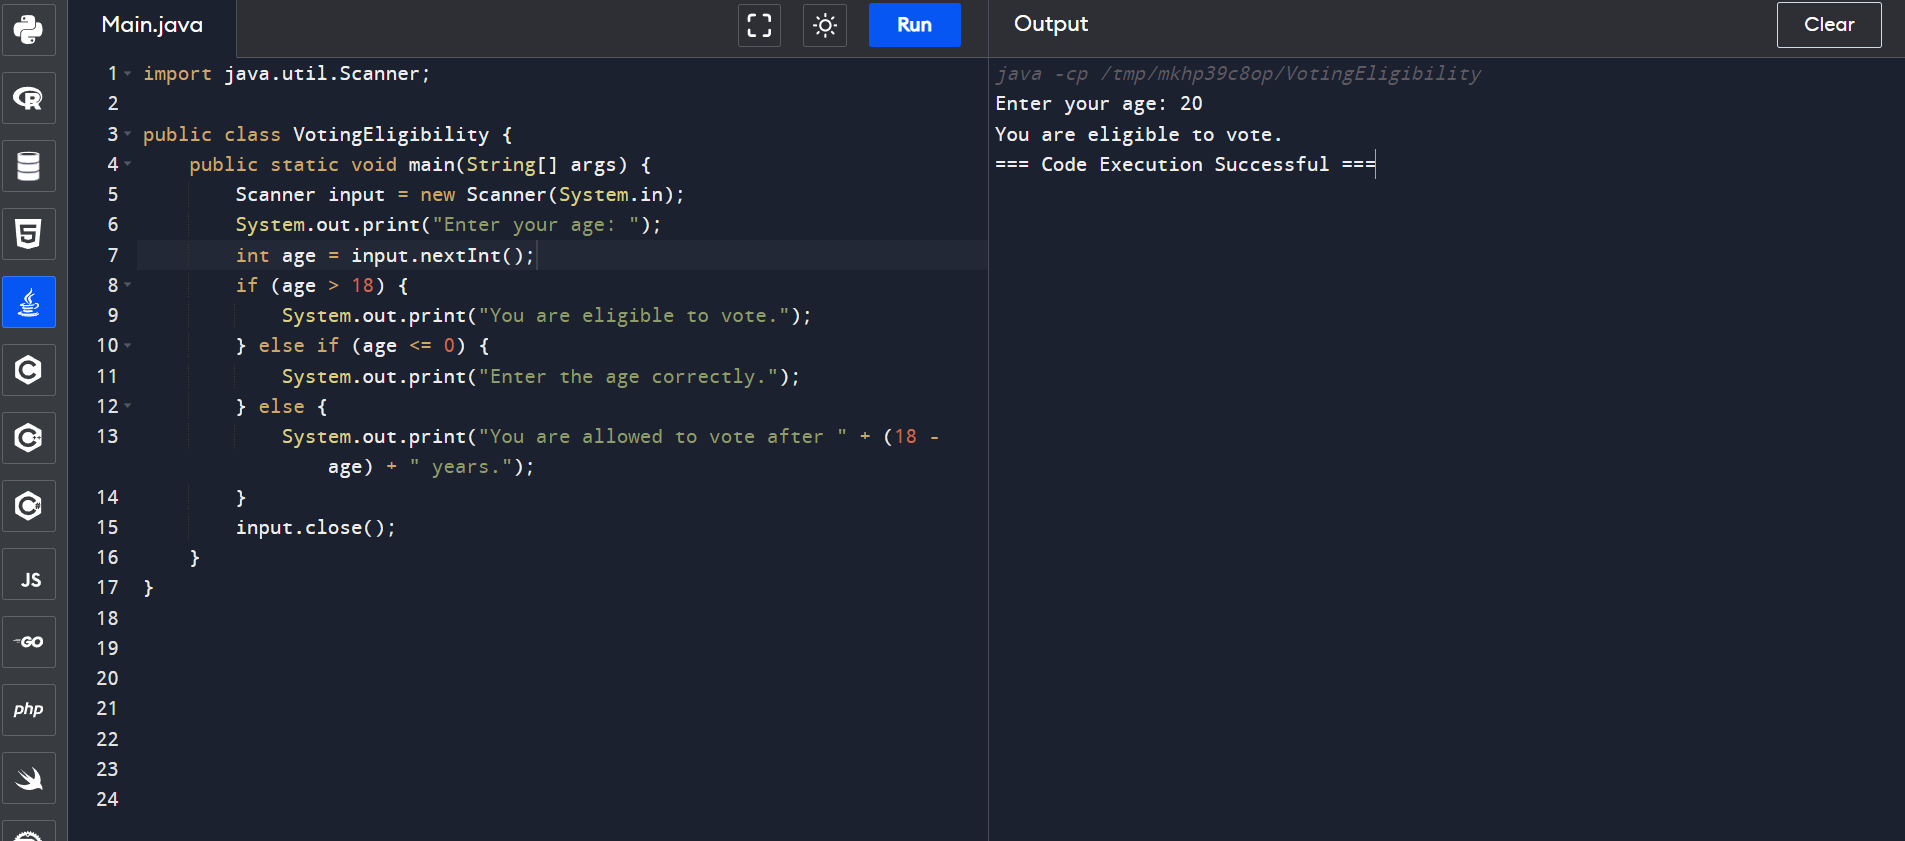 Main.java
Run
Output
Clear
1 import java.util.Scanner;
2
3 public class VotingEligibility {
4     public static void main(String[] args) {
5         Scanner input = new Scanner(System.in);
6         System.out.print("Enter your age: ");
7         int age = input.nextInt();
8         if (age > 18) {
9             System.out.print("You are eligible to vote.");
10         } else if (age <= 0) {
11             System.out.print("Enter the age correctly.");
12         } else {
13             System.out.print("You are allowed to vote after " + (18 -
age) + " years.");
14         }
15         input.close();
16     }
17 }
18
19
20
21
22
23
24
java -cp /tmp/mkhp39c8op/VotingEligibility
Enter your age: 20
You are eligible to vote.
=== Code Execution Successful ===
R
5
C
C++
C#
JS
GO
php